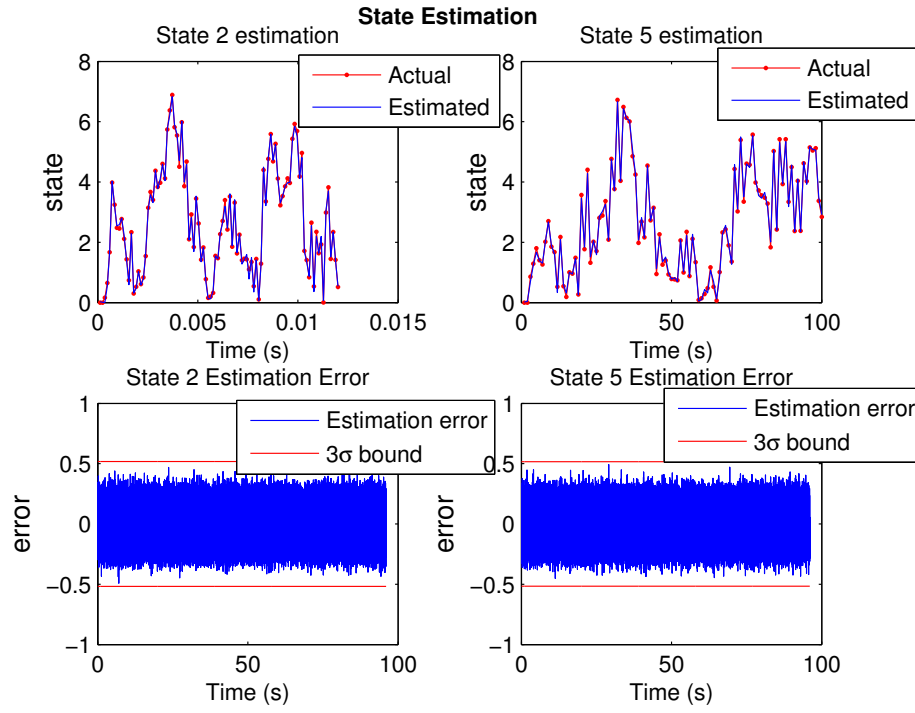 State Estimation
State 2 estimation
state
8
6
4
2
0
0
0.005
0.01
0.015
Time (s)
Actual
Estimated
State 5 estimation
state
8
6
4
2
0
0
50
100
Time (s)
Actual
Estimated
State 2 Estimation Error
error
1
0.5
0
−0.5
−1
0
50
100
Time (s)
Estimation error
3σ bound
State 5 Estimation Error
error
1
0.5
0
−0.5
−1
0
50
100
Time (s)
Estimation error
3σ bound